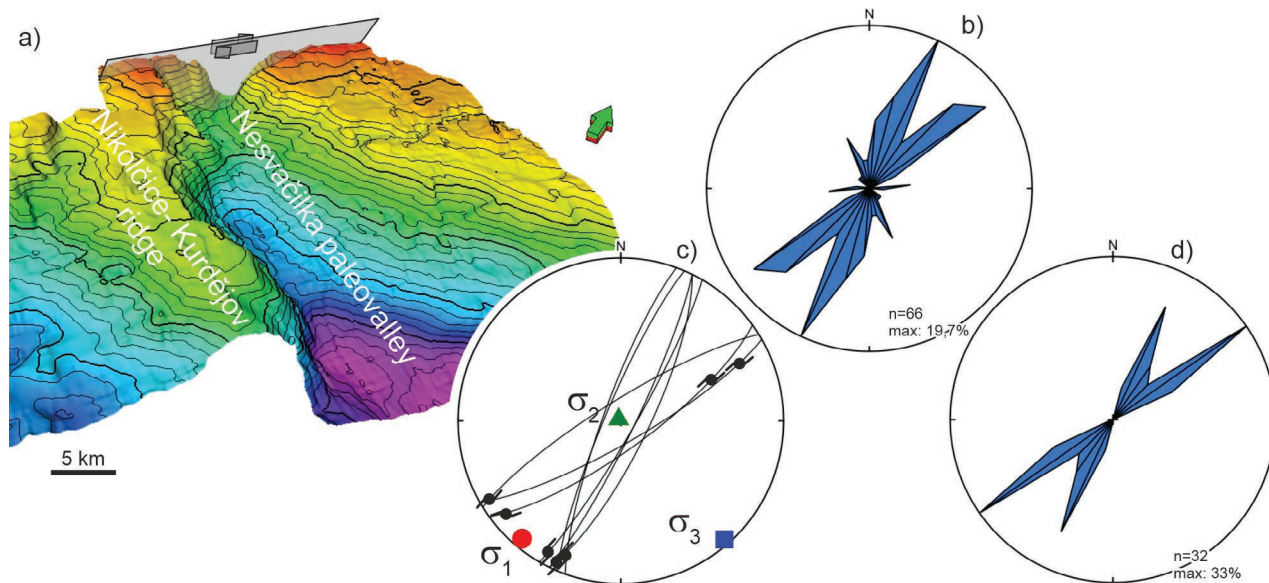 a)
Nikolčice- Kurdějov
ridge
Nesvačilka paleovalley
5 km
b)
N
n=66
max: 19,7%
c)
N
σ2
σ1
σ3
d)
N
n=32
max: 33%